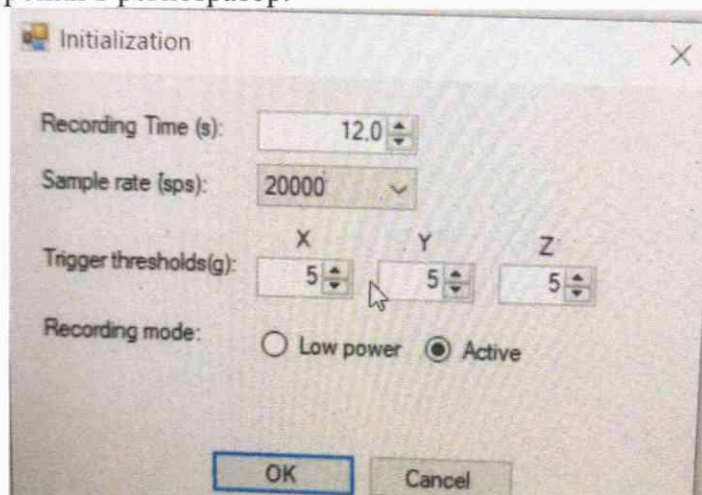 Initialization
Recording Time (s): 12.0
Sample rate (sps): 20000
X Y Z
Trigger thresholds(g): 5 5 5
Recording mode: Low power Active
OK Cancel